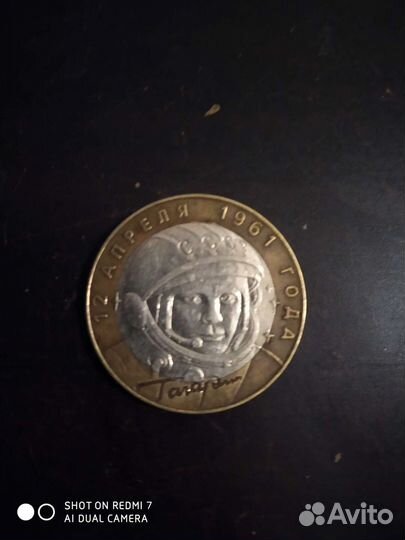 12 АПРЕЛЯ 1961 ГОДА
СССР
Гагарин
SHOT ON REDMI 7
AI DUAL CAMERA
Avito